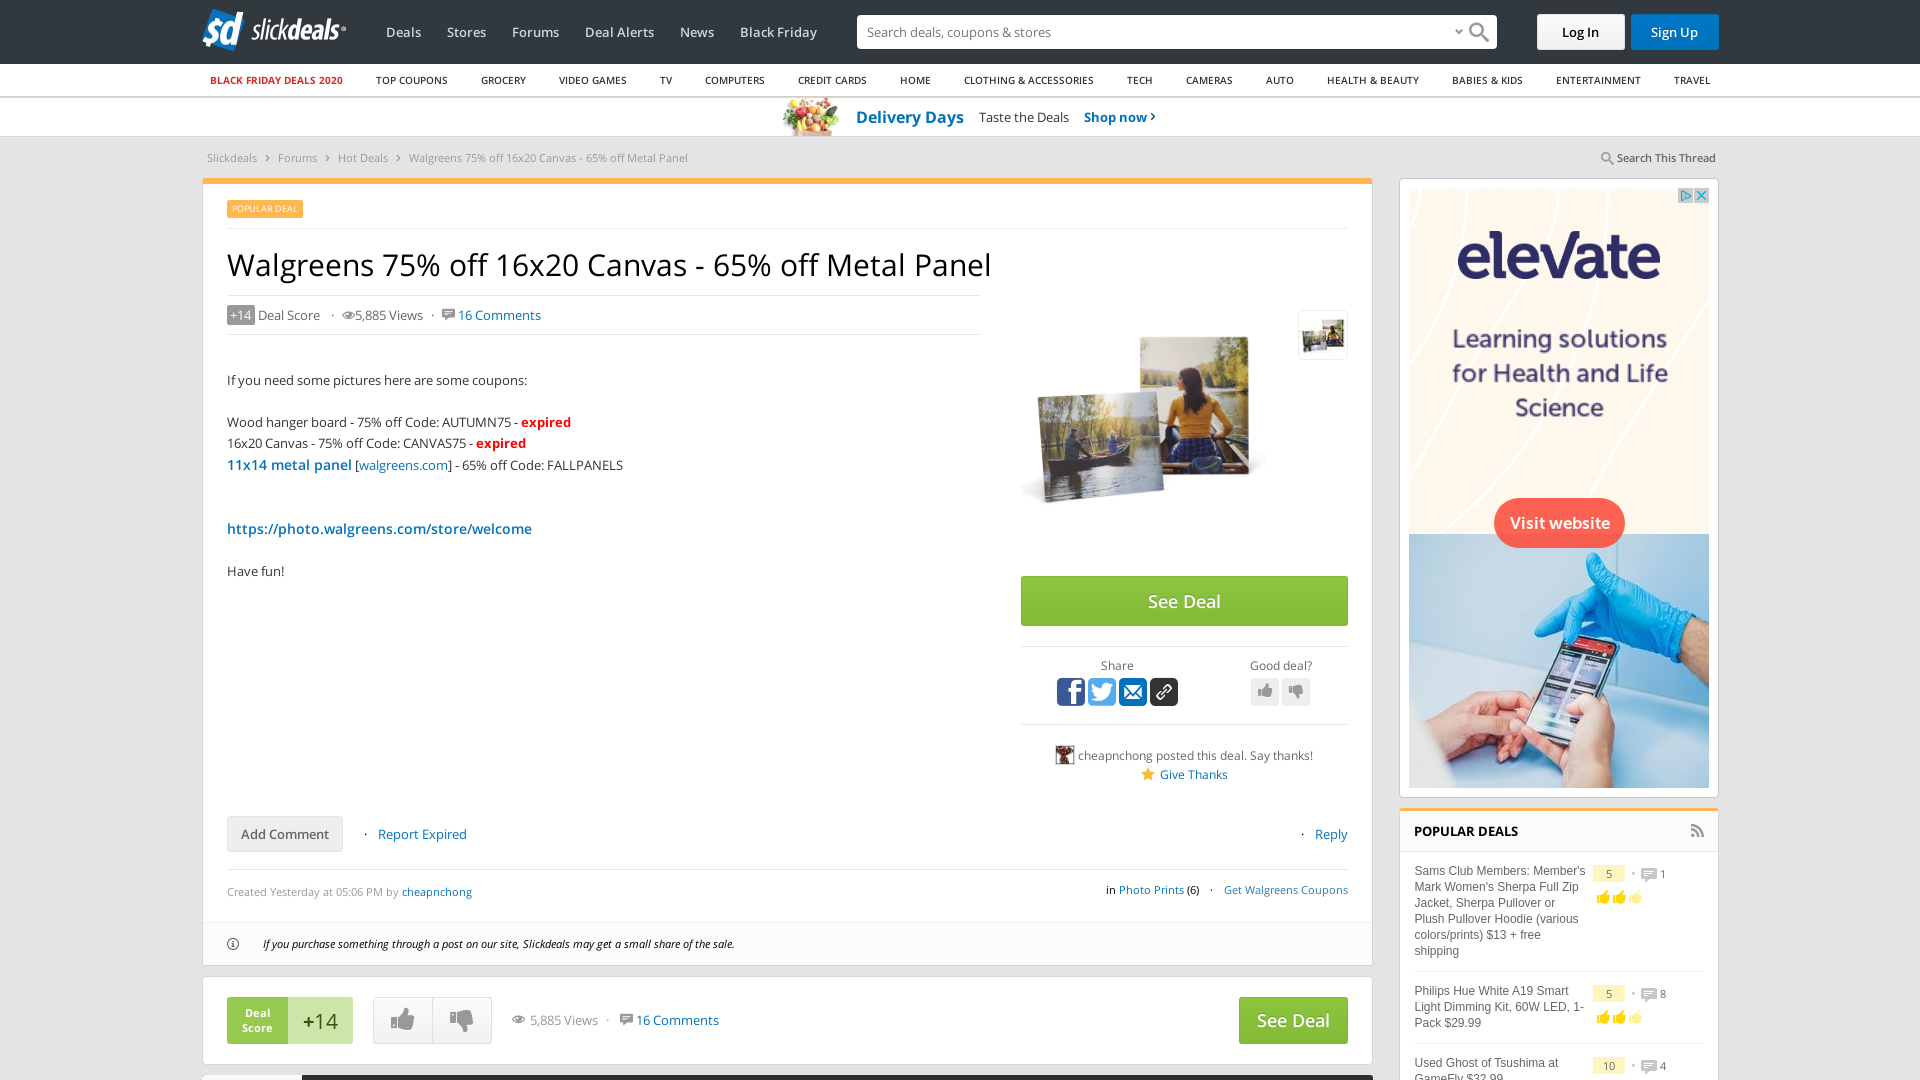 slickdeals
Deals Stores Forums Deal Alerts News Black Friday
Search deals, coupons & stores
Log In Sign Up
BLACK FRIDAY DEALS 2020 TOP COUPONS GROCERY VIDEO GAMES TV COMPUTERS CREDIT CARDS HOME CLOTHING & ACCESSORIES TECH CAMERAS AUTO HEALTH & BEAUTY BABIES & KIDS ENTERTAINMENT TRAVEL
Delivery Days Taste the Deals Shop now
Slickdeals Forums Hot Deals Walgreens 75% off 16x20 Canvas - 65% off Metal Panel
Search This Thread
POPULAR DEAL
Walgreens 75% off 16x20 Canvas - 65% off Metal Panel
+14 Deal Score · 5,885 Views · 16 Comments
If you need some pictures here are some coupons:
Wood hanger board - 75% off Code: AUTUMN75 - expired
16x20 Canvas - 75% off Code: CANVAS75 - expired
11x14 metal panel [walgreens.com] - 65% off Code: FALLPANELS
https://photo.walgreens.com/store/welcome
Have fun!
See Deal
Share Good deal?
cheapnchong posted this deal. Say thanks!
Give Thanks
Add Comment · Report Expired · Reply
Created Yesterday at 05:06 PM by cheapnchong
in Photo Prints (6) · Get Walgreens Coupons
If you purchase something through a post on our site, Slickdeals may get a small share of the sale.
Deal
Score
+14
5,885 Views · 16 Comments
See Deal
elevate
Learning solutions
for Health and Life
Science
Visit website
POPULAR DEALS
Sams Club Members: Member's
Mark Women's Sherpa Full Zip
Jacket, Sherpa Pullover or
Plush Pullover Hoodie (various
colors/prints) $13 + free
shipping
5 • 1
Philips Hue White A19 Smart
Light Dimming Kit, 60W LED, 1-
Pack $29.99
5 • 8
Used Ghost of Tsushima at
GameFly $32.99
10 • 4